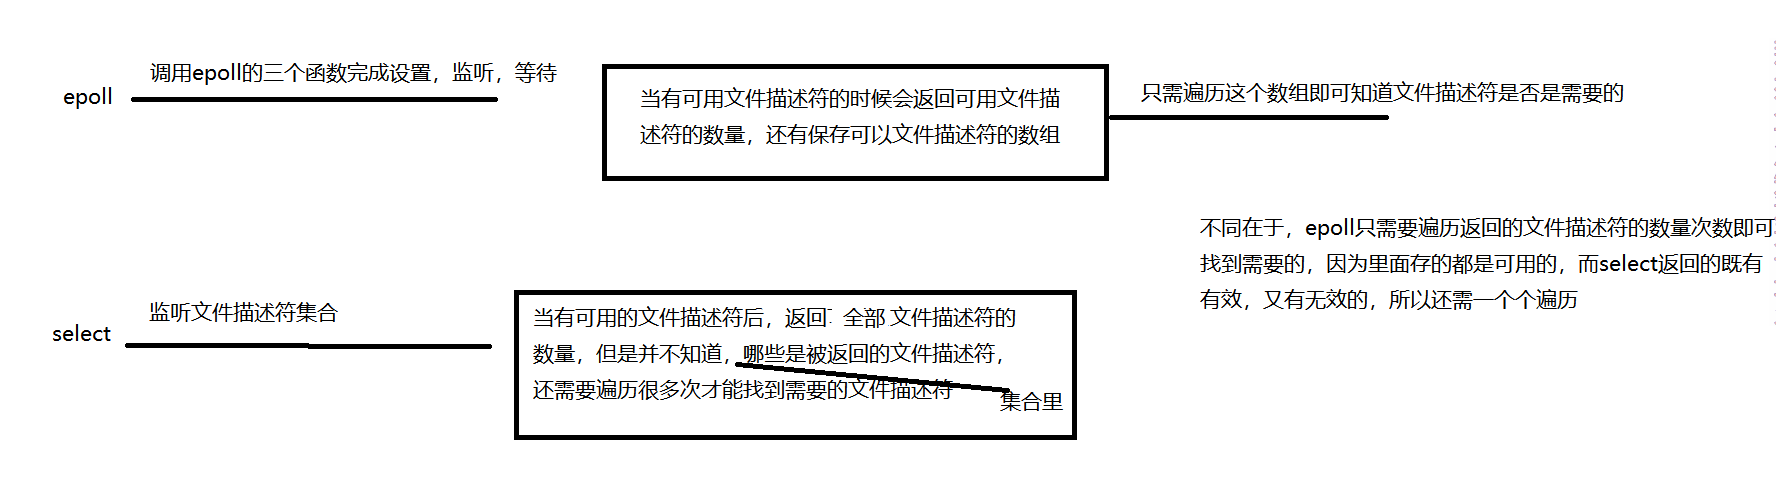 调用epoll的三个函数完成设置，监听，等待
epoll
当有可用文件描述符的时候会返回可用文件描
述符的数量，还有保存可以文件描述符的数组
只需遍历这个数组即可知道文件描述符是否是需要的
不同在于，epoll只需要遍历返回的文件描述符的数量次数即可
找到需要的，因为里面存的都是可用的，而select返回的既有
有效，又有无效的，所以还需一个个遍历
监听文件描述符集合
select
当有可用的文件描述符后，返回 全部 文件描述符的
数量，但是并不知道，哪些是被返回的文件描述符，
还需要遍历很多次才能找到需要的文件描述符
集合里